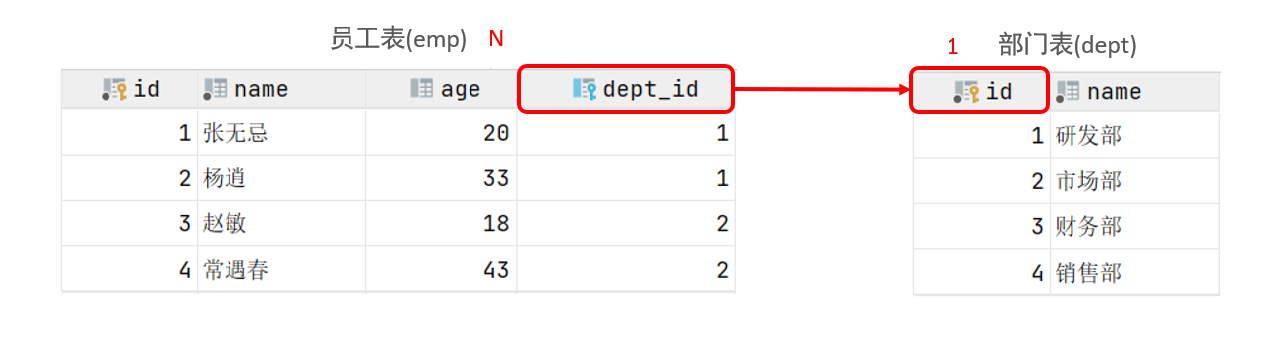 员工表(emp) N 1 部门表(dept)
id name age dept_id id name
1 张无忌 20 1 1 研发部
2 杨逍 33 1 2 市场部
3 赵敏 18 2 3 财务部
4 常遇春 43 2 4 销售部